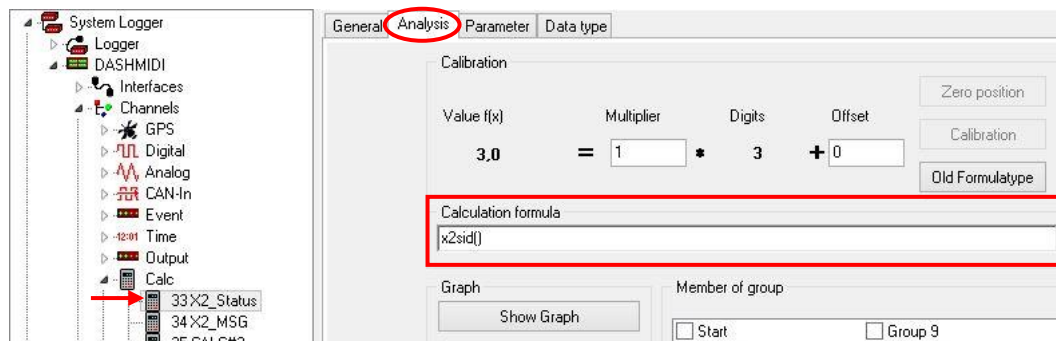 System Logger
Logger
DASHMIDI
Interfaces
Channels
GPS
Digital
Analog
CAN-In
Event
-12:01 Time
Output
Calc
33 X2_Status
34 X2_MSG
General Analysis Parameter Data type
Calibration
Value f(x) Multiplier Digits Offset
3,0 = 1 * 3 + 0
Zero position
Calibration
Old Formulatype
Calculation formula
x2sid()
Graph
Show Graph
Member of group
Start Group 9